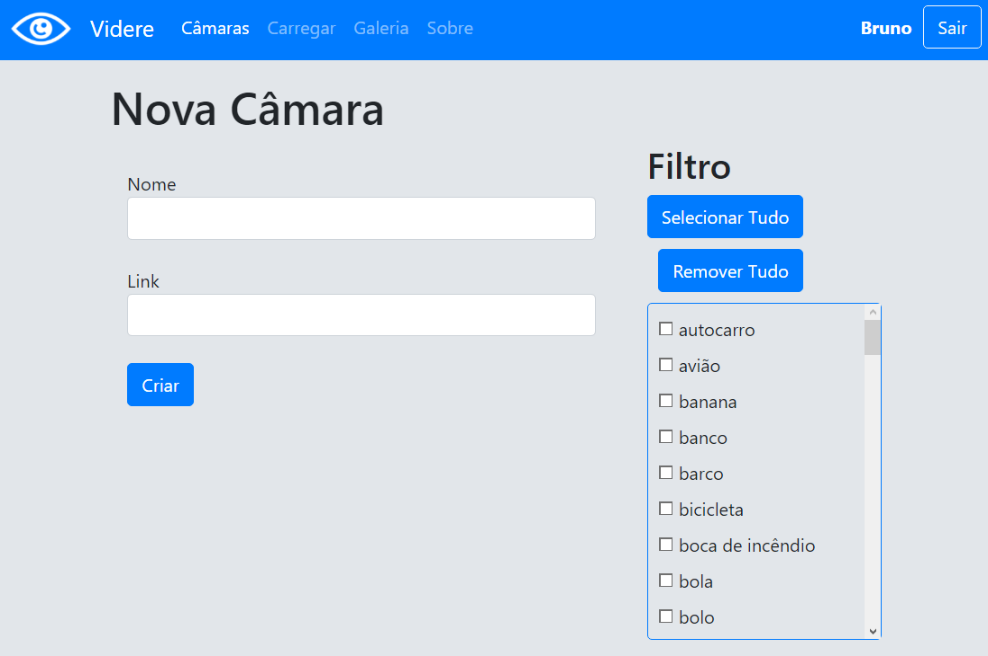 Videre Câmaras Carregar Galeria Sobre Bruno Sair
Nova Câmara
Nome
Link
Criar
Filtro
Selecionar Tudo
Remover Tudo
autocarro
avião
banana
banco
barco
bicicleta
boca de incêndio
bola
bolo